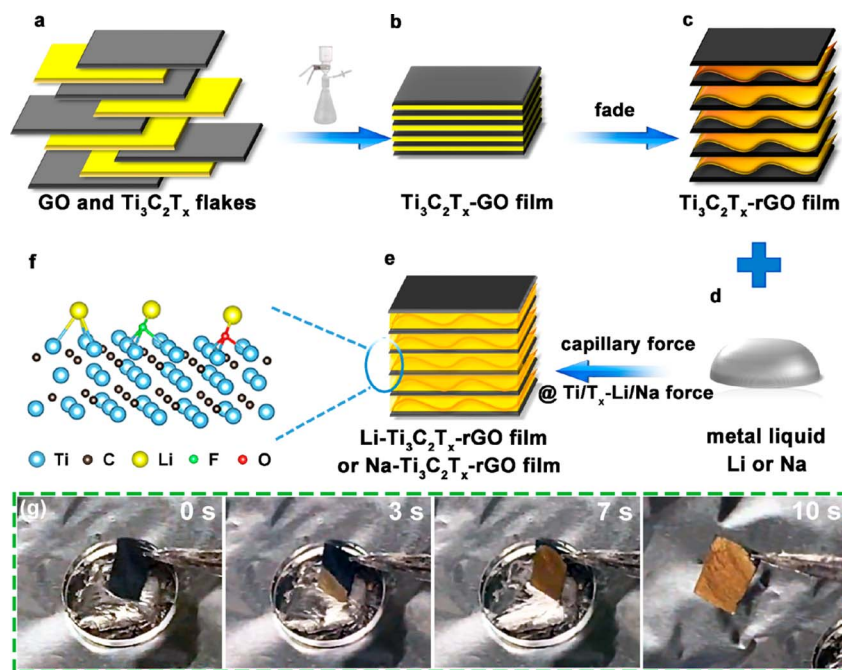 a
b
c
fade
GO and Ti₃C₂Tₓ flakes
Ti₃C₂Tₓ-GO film
Ti₃C₂Tₓ-rGO film
f
e
d
capillary force
@ Ti/Tₓ-Li/Na force
Ti C Li F O
Li-Ti₃C₂Tₓ-rGO film
or Na-Ti₃C₂Tₓ-rGO film
metal liquid
Li or Na
(g) 0 s 3 s 7 s 10 s